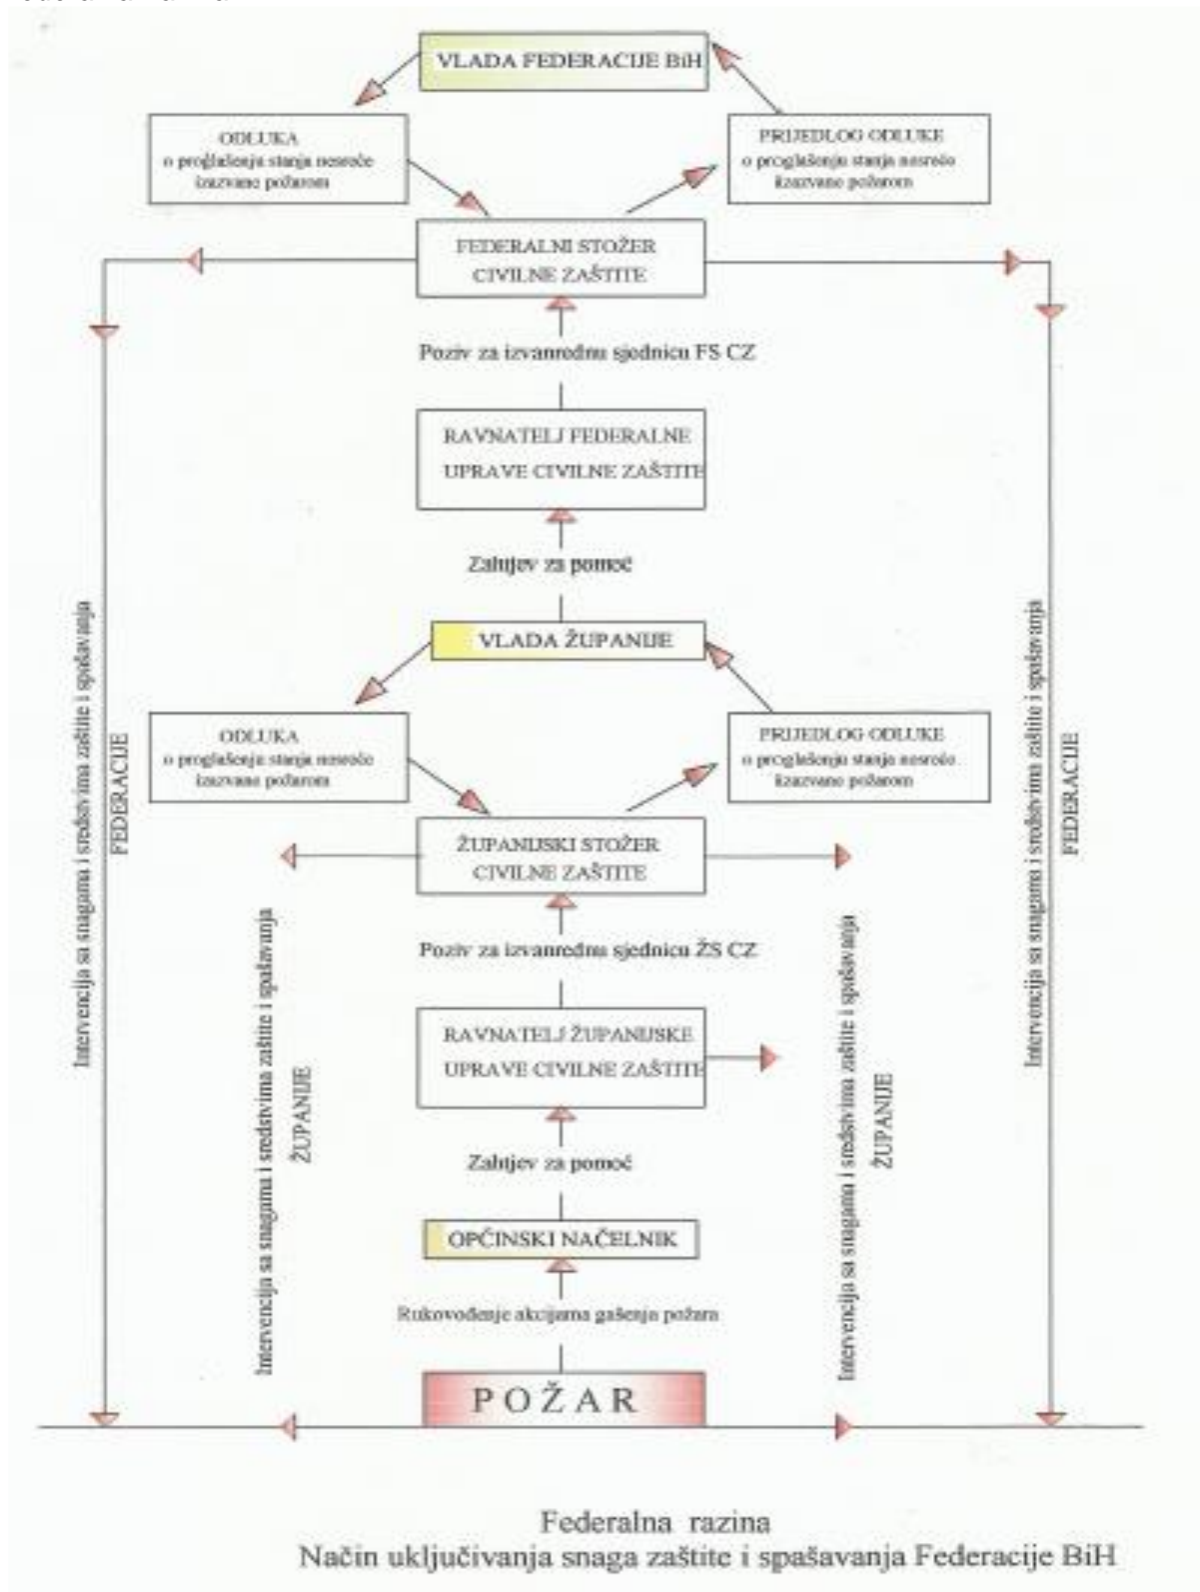 VLADA FEDERACIJE BiH
ODLUKA
o proglašenju stanja nesreće
izazvane požarom
PRIJEDLOG ODLUKE
o proglašenju stanja nesreće
izazvane požarom
FEDERALNI STOŽER
CIVILNE ZAŠTITE
Poziv za izvanrednu sjednicu FS CZ
RAVNATELJ FEDERALNE
UPRAVE CIVILNE ZAŠTITE
Zahtjev za pomoć
VLADA ŽUPANIJE
ODLUKA
o proglašenju stanja nesreće
izazvane požarom
PRIJEDLOG ODLUKE
o proglašenju stanja nesreće
izazvane požarom
ŽUPANIJSKI STOŽER
CIVILNE ZAŠTITE
Poziv za izvanrednu sjednicu ŽS CZ
RAVNATELJ ŽUPANIJSKE
UPRAVE CIVILNE ZAŠTITE
Zahtjev za pomoć
OPĆINSKI NAČELNIK
Rukovođenje akcijama gašenja požara
POŽAR
Intervencija sa snagama i sredstvima zaštite i spašavanja
FEDERACIJE
Intervencija sa snagama i sredstvima zaštite i spašavanja
ŽUPANIJE
Intervencija sa snagama i sredstvima zaštite i spašavanja
ŽUPANIJE
Intervencija sa snagama i sredstvima zaštite i spašavanja
FEDERACIJE
Federalna razina
Način uključivanja snaga zaštite i spašavanja Federacije BiH